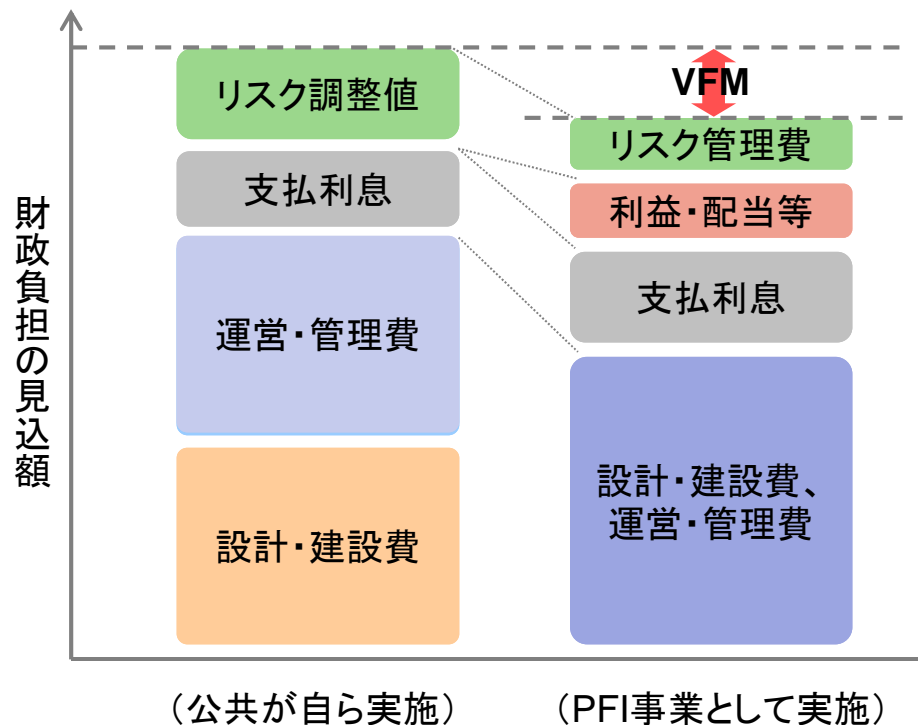 財政負担の見込額
リスク調整値
支払利息
運営・管理費
設計・建設費
（公共が自ら実施）
VFM
リスク管理費
利益・配当等
支払利息
設計・建設費、
運営・管理費
（PFI事業として実施）